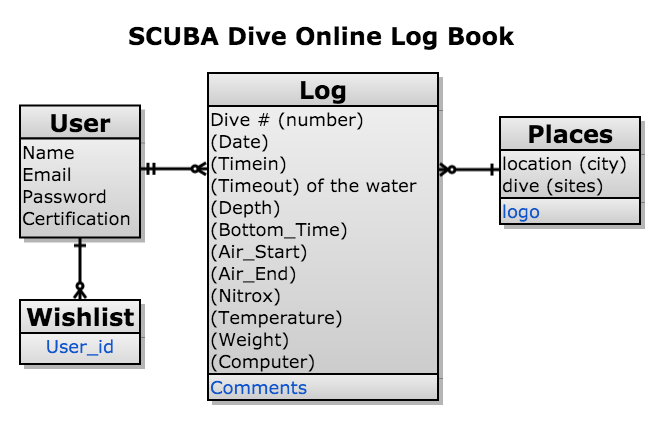 SCUBA Dive Online Log Book
User
Name
Email
Password
Certification
Wishlist
User_id
Log
Dive # (number)
(Date)
(Timein)
(Timeout) of the water
(Depth)
(Bottom_Time)
(Air_Start)
(Air_End)
(Nitrox)
(Temperature)
(Weight)
(Computer)
Comments
Places
location (city)
dive (sites)
logo